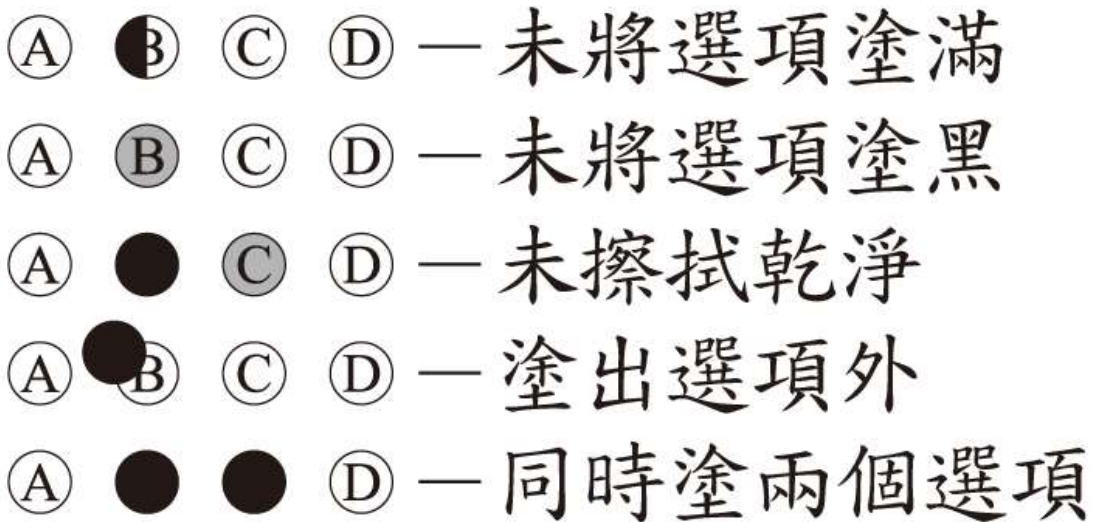 A B C D — 未將選項塗滿
A B C D — 未將選項塗黑
A C D — 未擦拭乾淨
A B C D — 塗出選項外
A D — 同時塗兩個選項